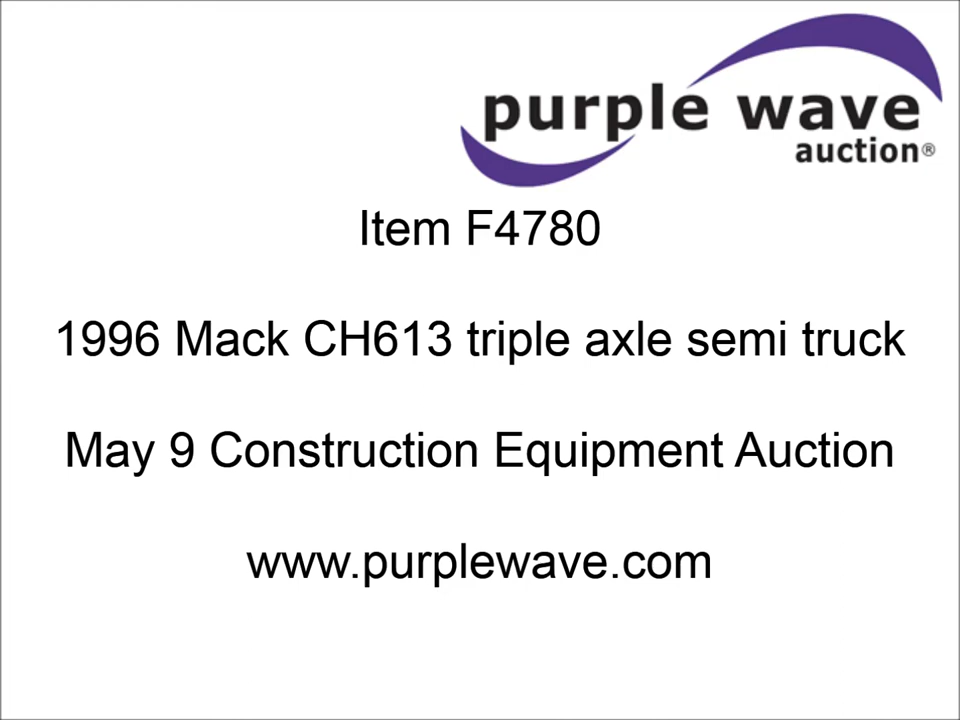 purple wave
auction®
Item F4780
1996 Mack CH613 triple axle semi truck
May 9 Construction Equipment Auction
www.purplewave.com